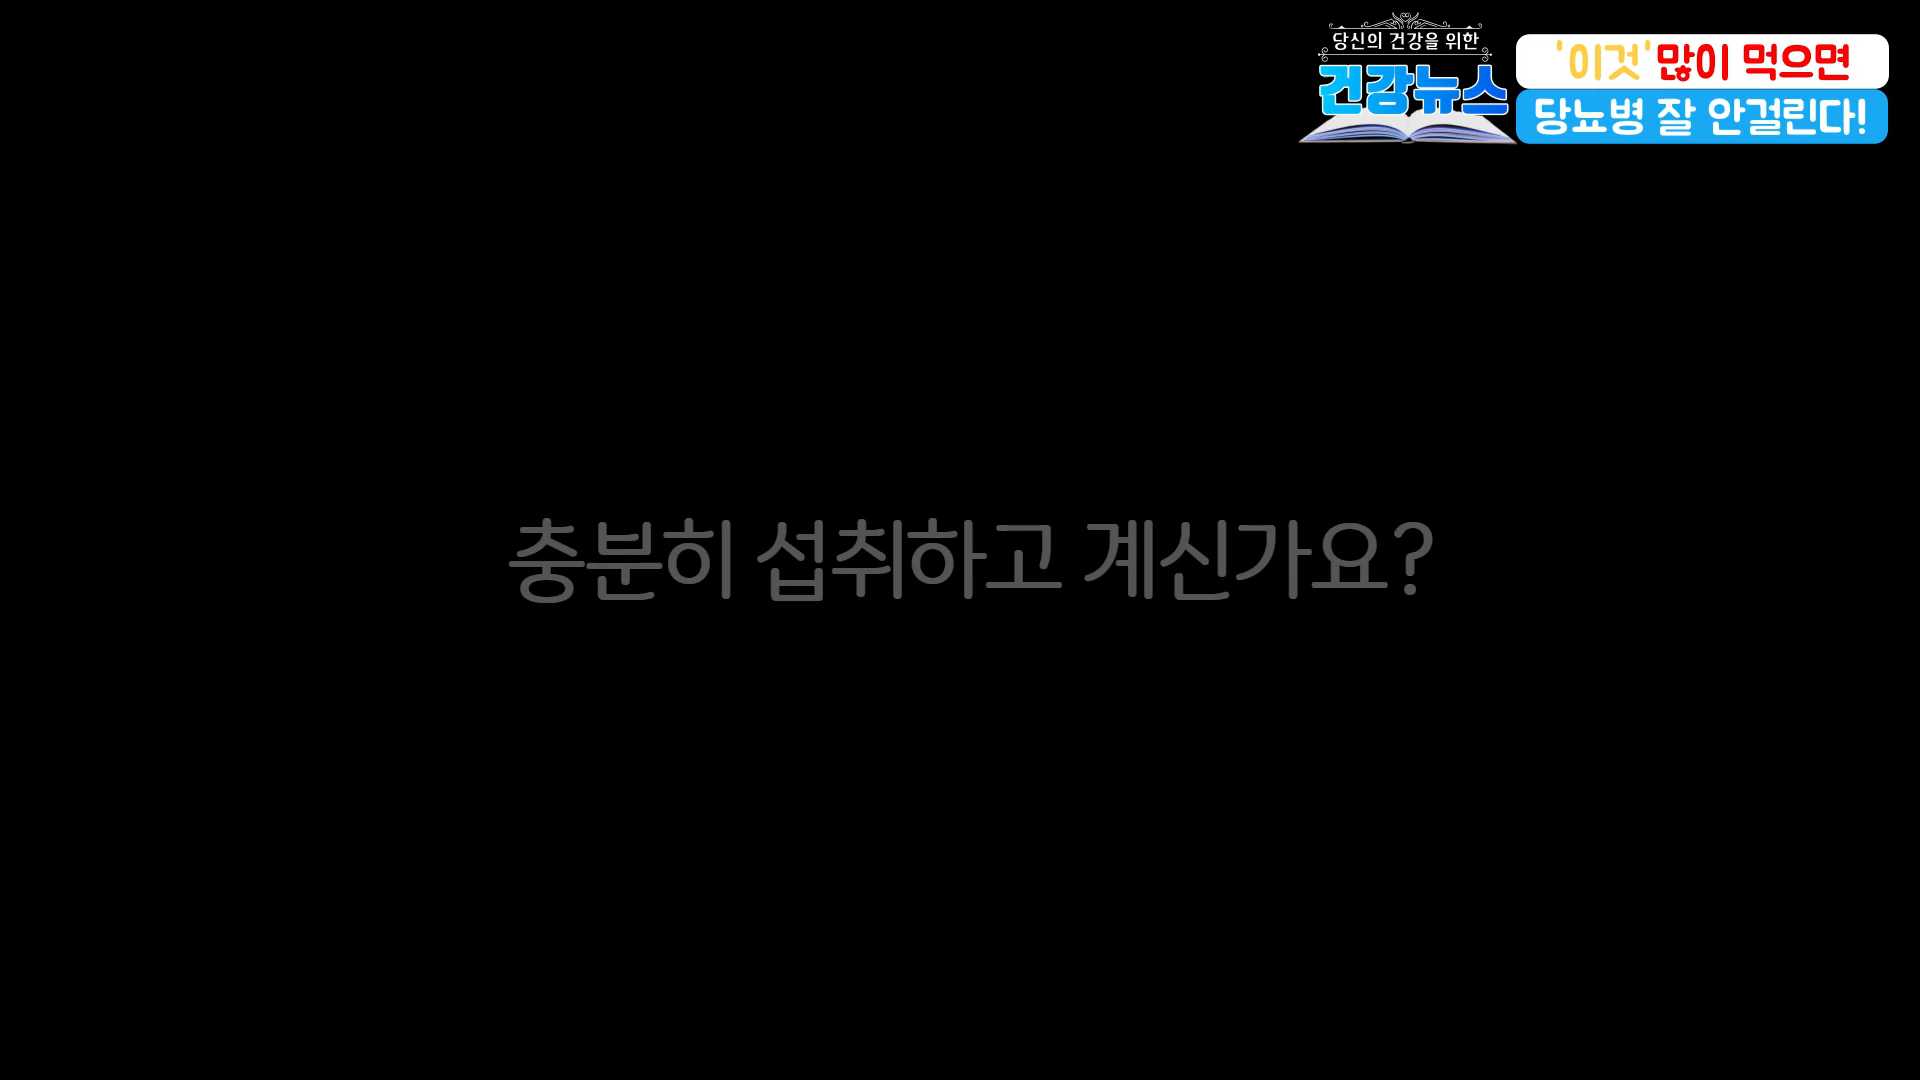 당신의 건강을 위한
건강뉴스
'이것'많이 먹으면
당뇨병 잘 안걸린다!
충분히 섭취하고 계신가요?